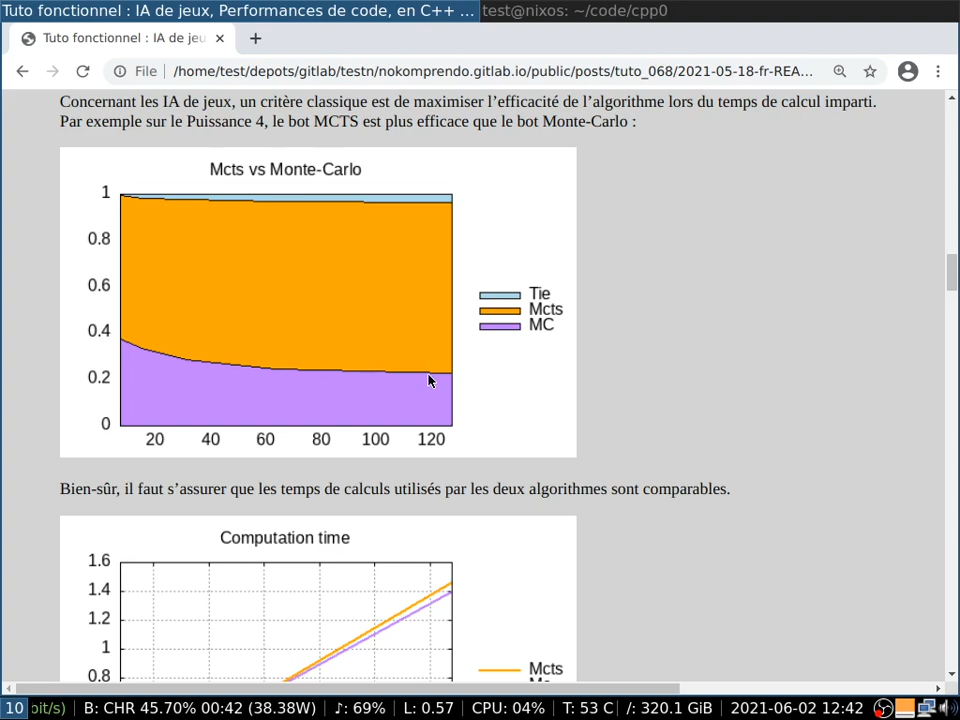 Tuto fonctionnel : IA de jeux, Performances de code, en C++ ... test@nixos: ~/code/cpp0
Tuto fonctionnel : IA de jeu
File /home/test/depots/gitlab/testn/nokomprendo.gitlab.io/public/posts/tuto_068/2021-05-18-fr-REA...
Concernant les IA de jeux, un critère classique est de maximiser l’efficacité de l’algorithme lors du temps de calcul imparti.
Par exemple sur le Puissance 4, le bot MCTS est plus efficace que le bot Monte-Carlo :
Mcts vs Monte-Carlo
1
0.8
0.6
0.4
0.2
0
20 40 60 80 100 120
Tie
Mcts
MC
Bien-sûr, il faut s’assurer que les temps de calculs utilisés par les deux algorithmes sont comparables.
Computation time
1.6
1.4
1.2
1
0.8
Mcts
10 bit/s) | B: CHR 45.70% 00:42 (38.38W) | ♪: 69% | L: 0.57 | CPU: 04% | T: 53 C | /: 320.1 GiB | 2021-06-02 12:42